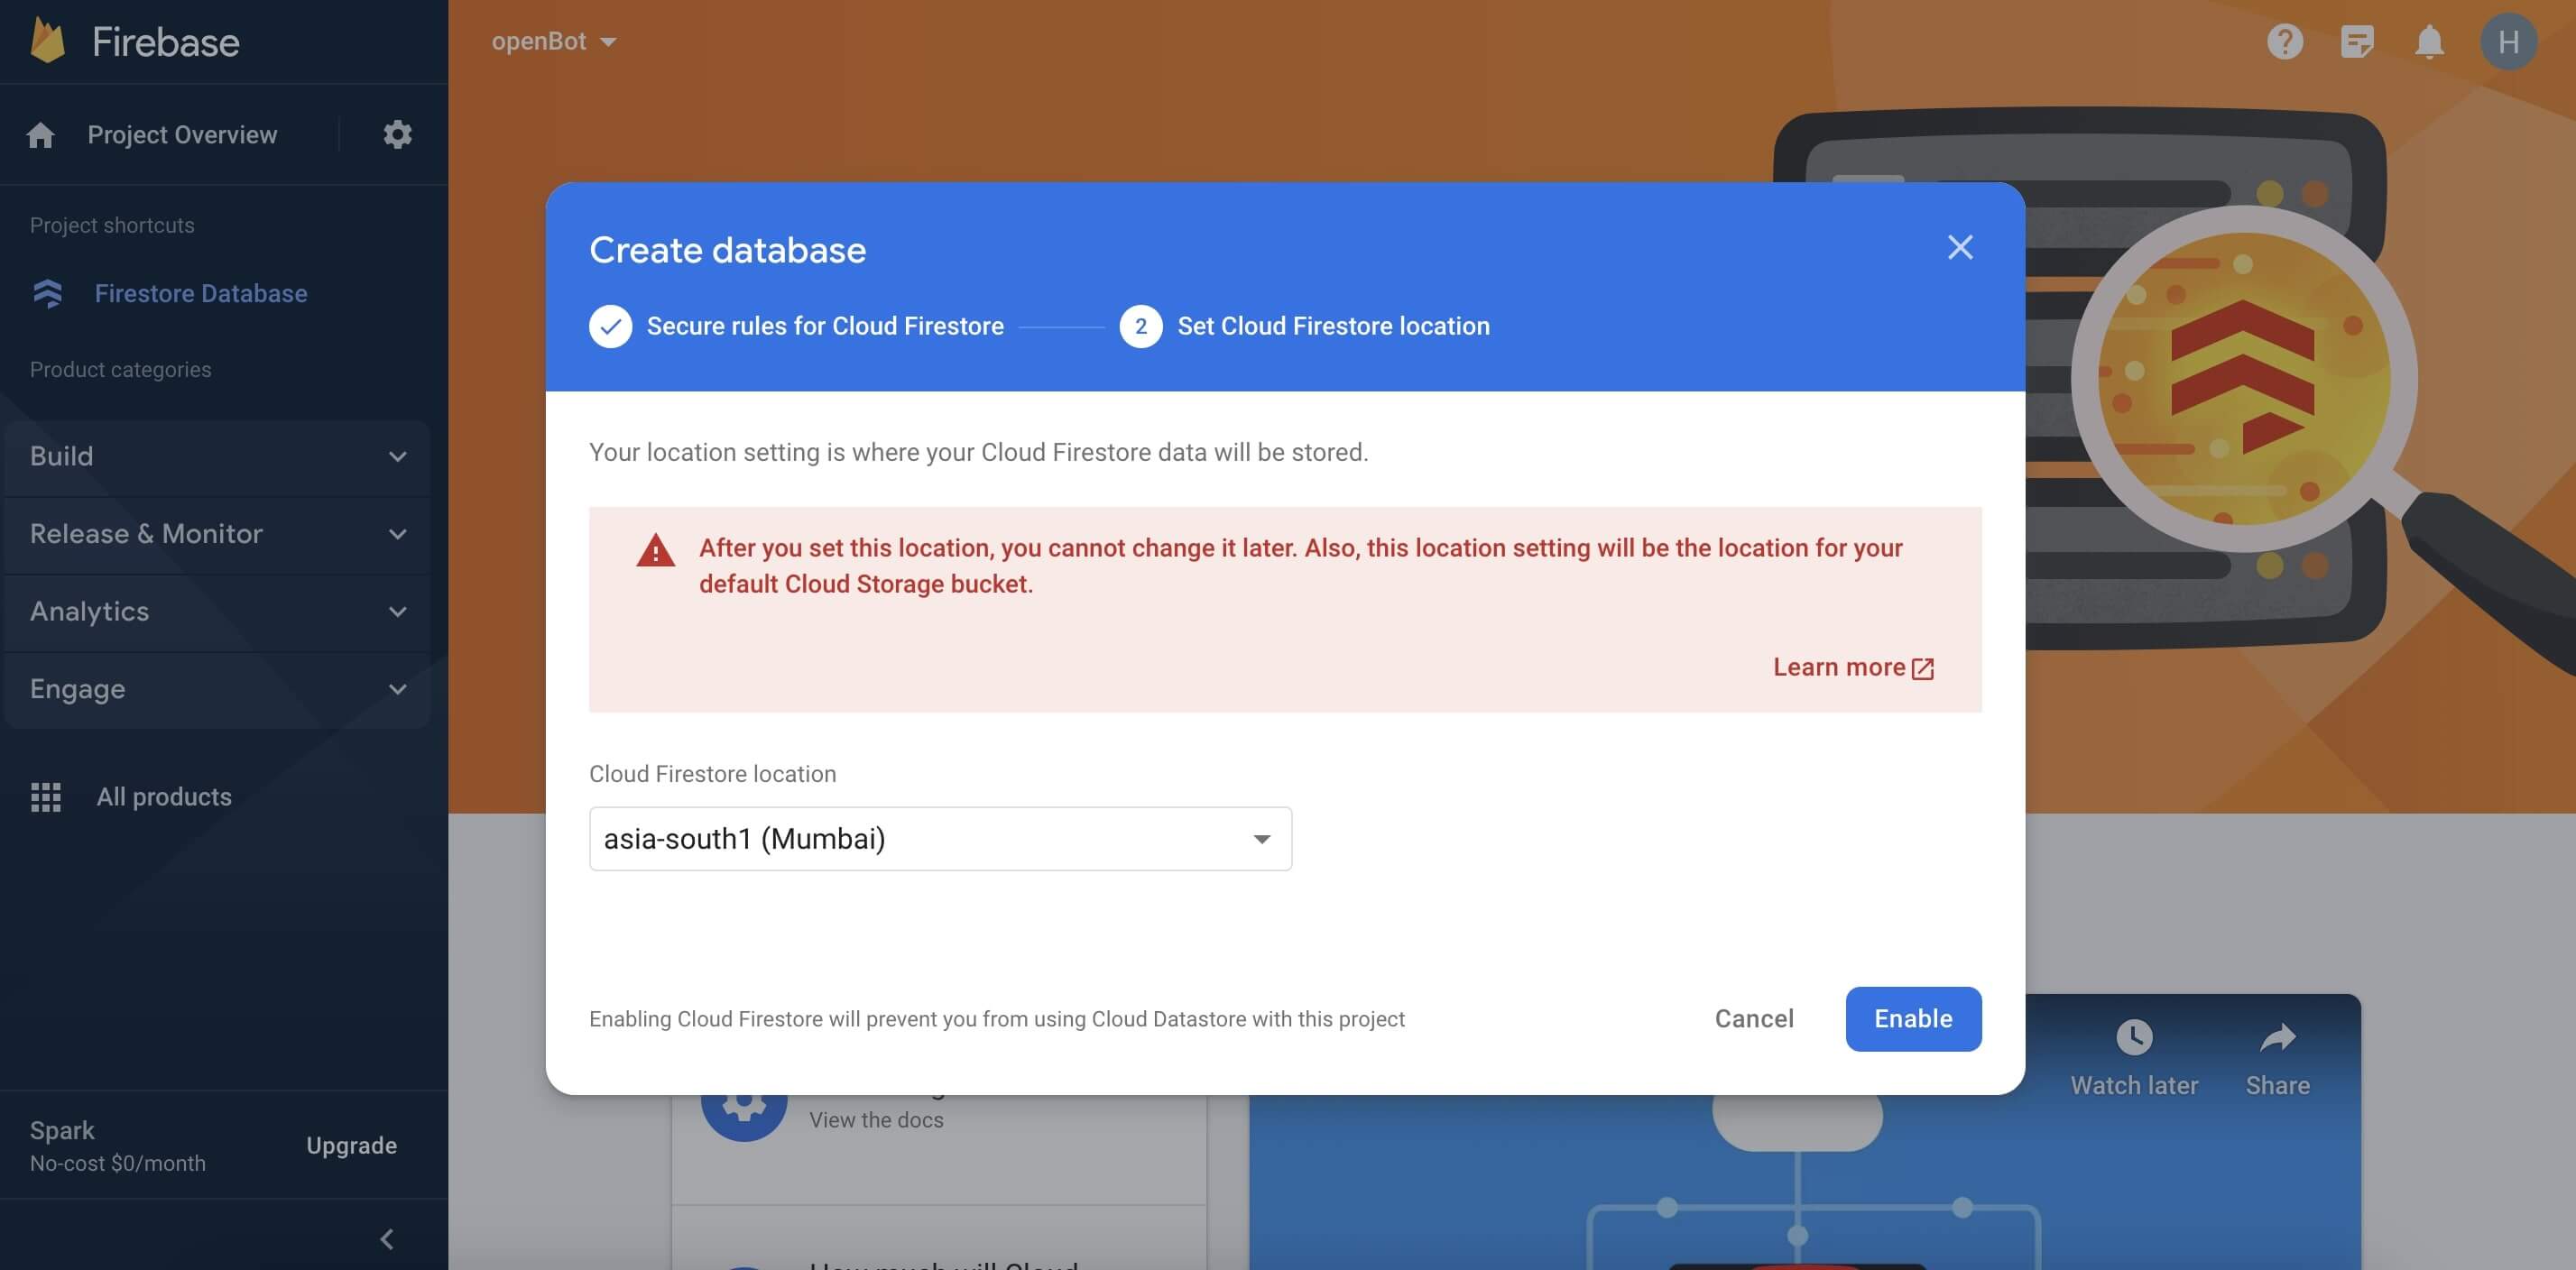 Firebase
openBot
H
Project Overview
Project shortcuts
Firestore Database
Product categories
Build
Release & Monitor
Analytics
Engage
All products
Spark
No-cost $0/month
Upgrade
Create database
Secure rules for Cloud Firestore
2 Set Cloud Firestore location
Your location setting is where your Cloud Firestore data will be stored.
After you set this location, you cannot change it later. Also, this location setting will be the location for your
default Cloud Storage bucket.
Learn more
Cloud Firestore location
asia-south1 (Mumbai)
Enabling Cloud Firestore will prevent you from using Cloud Datastore with this project
Cancel
Enable
View the docs
How much will Cloud
Watch later
Share